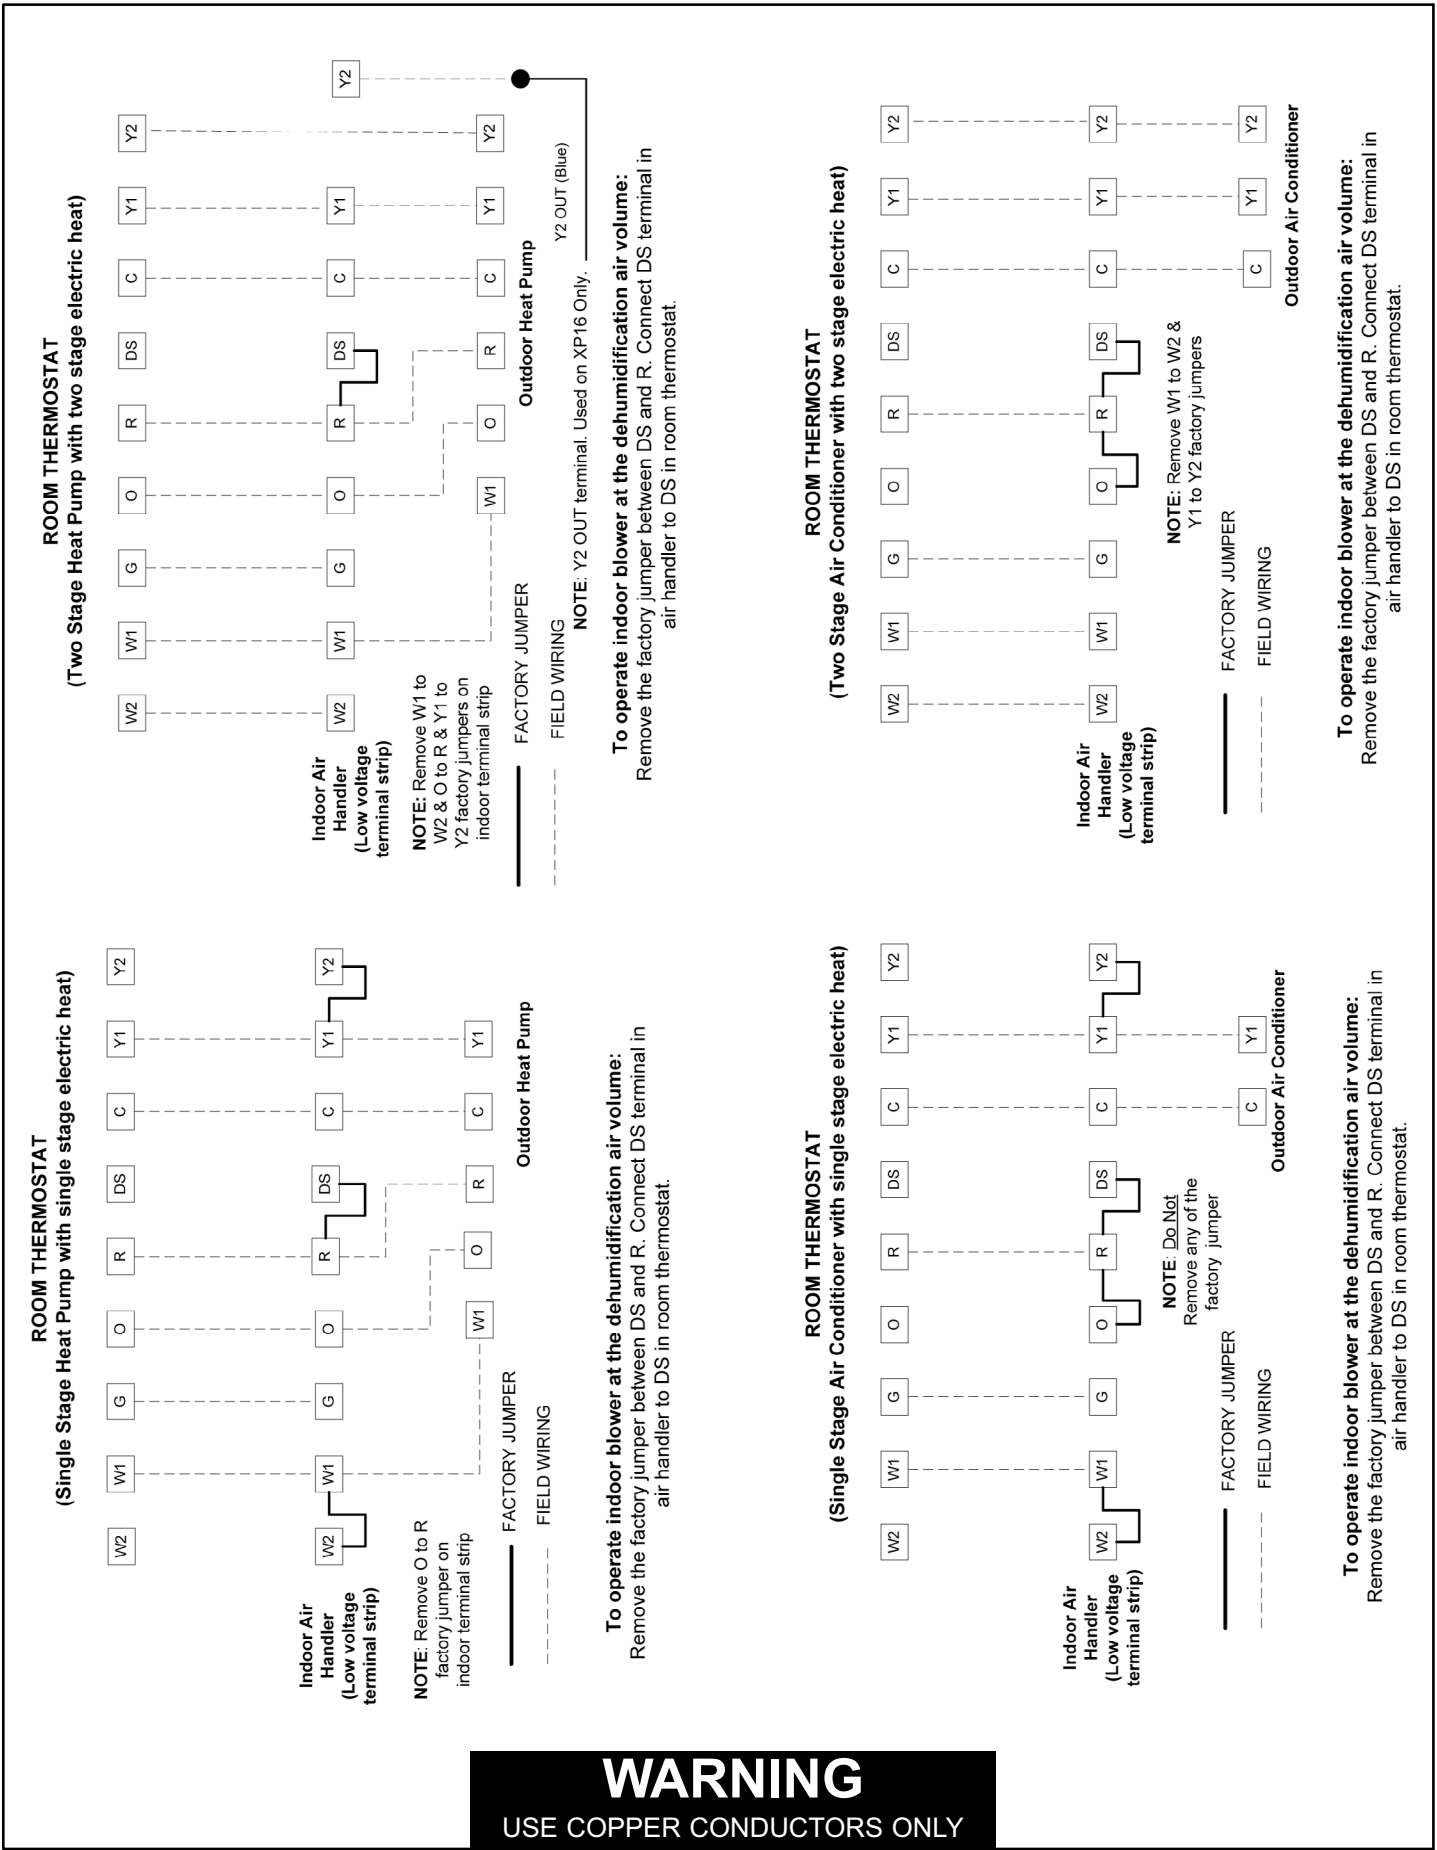 ROOM THERMOSTAT
(Single Stage Heat Pump with single stage electric heat)
W2 W1 G O R DS C Y1 Y2
Indoor Air
Handler
(Low voltage
terminal strip)
W2 W1 G O R DS C Y1 Y2
W1 O R C Y1
Outdoor Heat Pump
NOTE: Remove O to R
factory jumper on
indoor terminal strip
FACTORY JUMPER
FIELD WIRING
To operate indoor blower at the dehumidification air volume:
Remove the factory jumper between DS and R. Connect DS terminal in
air handler to DS in room thermostat.
ROOM THERMOSTAT
(Two Stage Heat Pump with two stage electric heat)
W2 W1 G O R DS C Y1 Y2
Indoor Air
Handler
(Low voltage
terminal strip)
W2 W1 G O R DS C Y1 Y2
W1 O R C Y1 Y2
Outdoor Heat Pump
NOTE: Remove W1 to
W2 & O to R & Y1 to
Y2 factory jumpers on
indoor terminal strip
FACTORY JUMPER
FIELD WIRING
Y2 OUT (Blue)
NOTE: Y2 OUT terminal. Used on XP16 Only.
To operate indoor blower at the dehumidification air volume:
Remove the factory jumper between DS and R. Connect DS terminal in
air handler to DS in room thermostat.
ROOM THERMOSTAT
(Single Stage Air Conditioner with single stage electric heat)
W2 W1 G O R DS C Y1 Y2
Indoor Air
Handler
(Low voltage
terminal strip)
W2 W1 G O R DS C Y1 Y2
C Y1
Outdoor Air Conditioner
NOTE: Do Not
Remove any of the
factory jumper
FACTORY JUMPER
FIELD WIRING
To operate indoor blower at the dehumidification air volume:
Remove the factory jumper between DS and R. Connect DS terminal in
air handler to DS in room thermostat.
ROOM THERMOSTAT
(Two Stage Air Conditioner with two stage electric heat)
W2 W1 G O R DS C Y1 Y2
Indoor Air
Handler
(Low voltage
terminal strip)
W2 W1 G O R DS C Y1 Y2
C Y1 Y2
Outdoor Air Conditioner
NOTE: Remove W1 to W2 &
Y1 to Y2 factory jumpers
FACTORY JUMPER
FIELD WIRING
To operate indoor blower at the dehumidification air volume:
Remove the factory jumper between DS and R. Connect DS terminal in
air handler to DS in room thermostat.
WARNING
USE COPPER CONDUCTORS ONLY